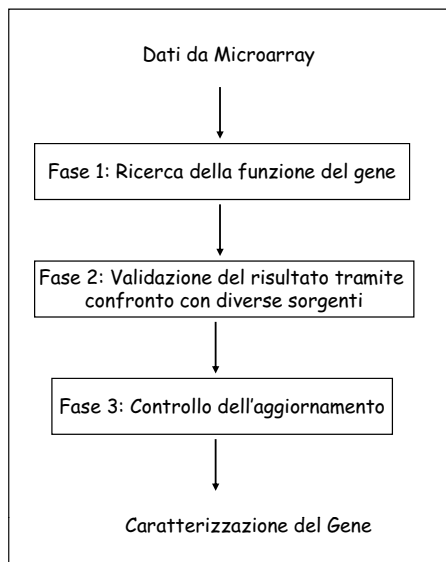 Dati da Microarray
Fase 1: Ricerca della funzione del gene
Fase 2: Validazione del risultato tramite
confronto con diverse sorgenti
Fase 3: Controllo dell'aggiornamento
Caratterizzazione del Gene